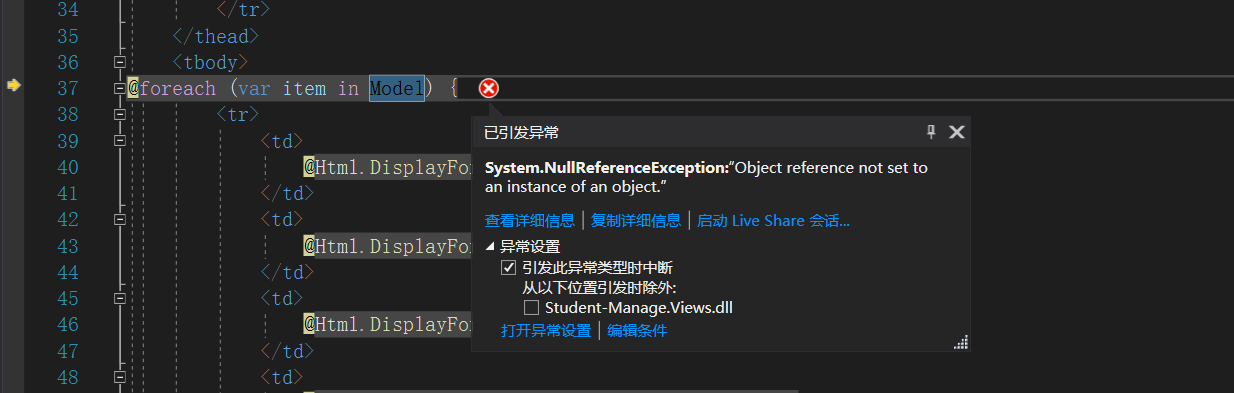 34 </tr>
35 </thead>
36 <tbody>
37 @foreach (var item in Model) {
38 <tr>
已引发异常
39 <td>
System.NullReferenceException:“Object reference not set to
40 @Html.DisplayFo
an instance of an object.”
41 </td>
42 <td>
查看详细信息 | 复制详细信息 | 启动 Live Share 会话...
43 @Html.DisplayFo
异常设置
44 </td>
引发此异常类型时中断
45 <td>
从以下位置引发时除外:
Student-Manage.Views.dll
46 @Html.DisplayFo
打开异常设置 | 编辑条件
47 </td>
48 <td>